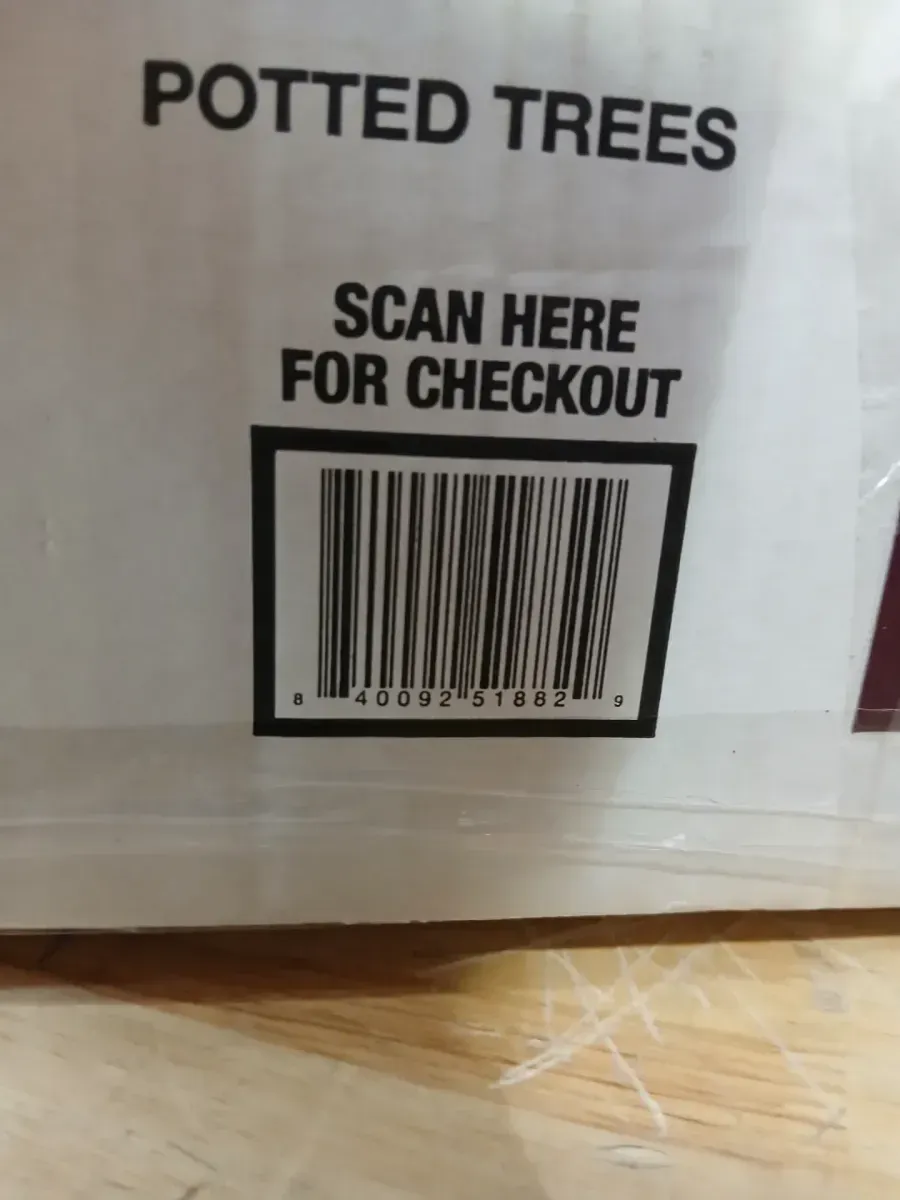 POTTED TREES
SCAN HERE
FOR CHECKOUT
8 40092 51882 9